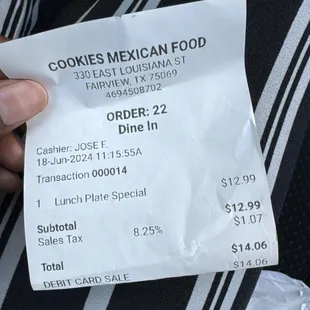 COOKIES MEXICAN FOOD
330 EAST LOUISIANA ST
FAIRVIEW, TX 75069
4694508702
ORDER: 22
Dine In
Cashier: JOSE F.
18-Jun-2024 11:15:55A
Transaction 000014
1 Lunch Plate Special $12.99
Subtotal $12.99
Sales Tax 8.25% $1.07
Total $14.06
DEBIT CARD SALE $14.06